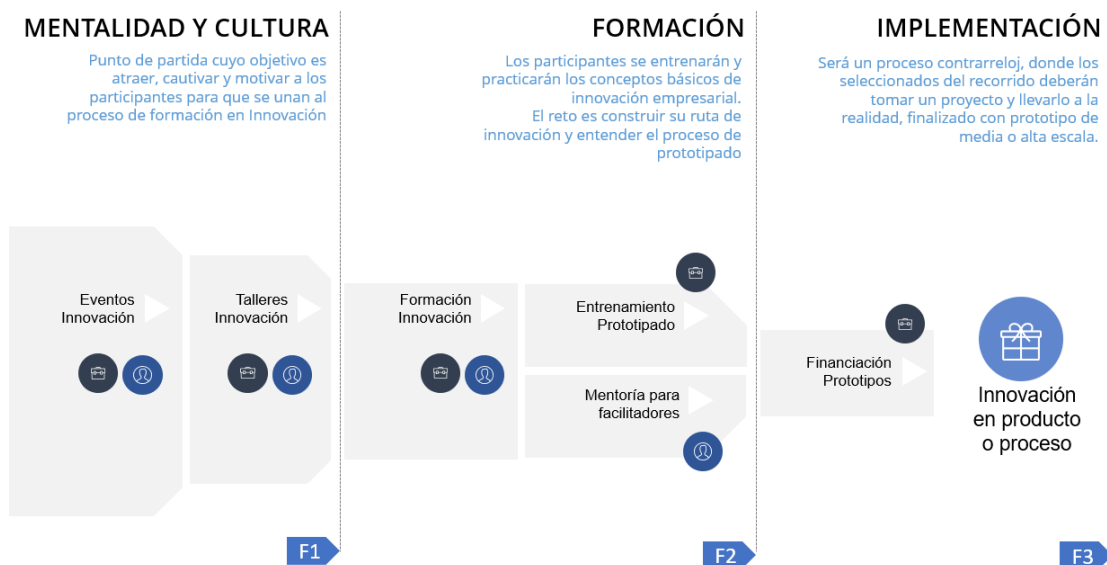 MENTALIDAD Y CULTURA
Punto de partida cuyo objetivo es
atraer, cautivar y motivar a los
participantes para que se unan al
proceso de formación en Innovación
FORMACIÓN
Los participantes se entrenarán y
practicarán los conceptos básicos de
innovación empresarial.
El reto es construir su ruta de
innovación y entender el proceso de
prototipado
IMPLEMENTACIÓN
Será un proceso contrarreloj, donde los
seleccionados del recorrido deberán
tomar un proyecto y llevarlo a la
realidad, finalizado con prototipo de
media o alta escala.
Eventos
Innovación
Talleres
Innovación
Formación
Innovación
Entrenamiento
Prototipado
Mentoría para
facilitadores
Financiación
Prototipos
Innovación
en producto
o proceso
F1
F2
F3